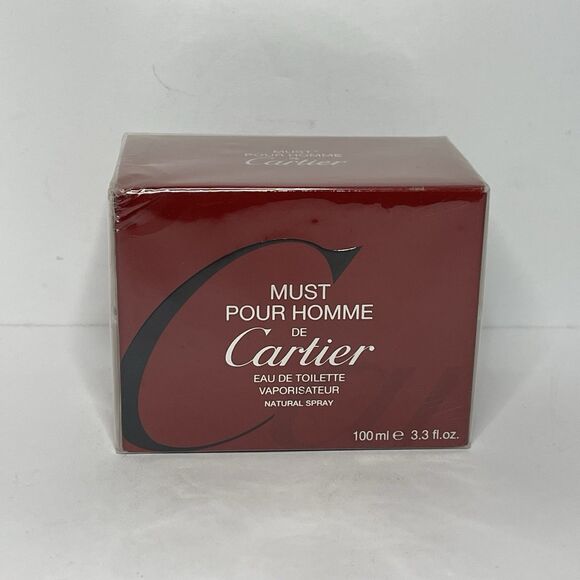 MUST
POUR HOMME
Cartier
MUST
POUR HOMME
DE
Cartier
EAU DE TOILETTE
VAPORISATEUR
NATURAL SPRAY
100 ml e 3.3 fl.oz.